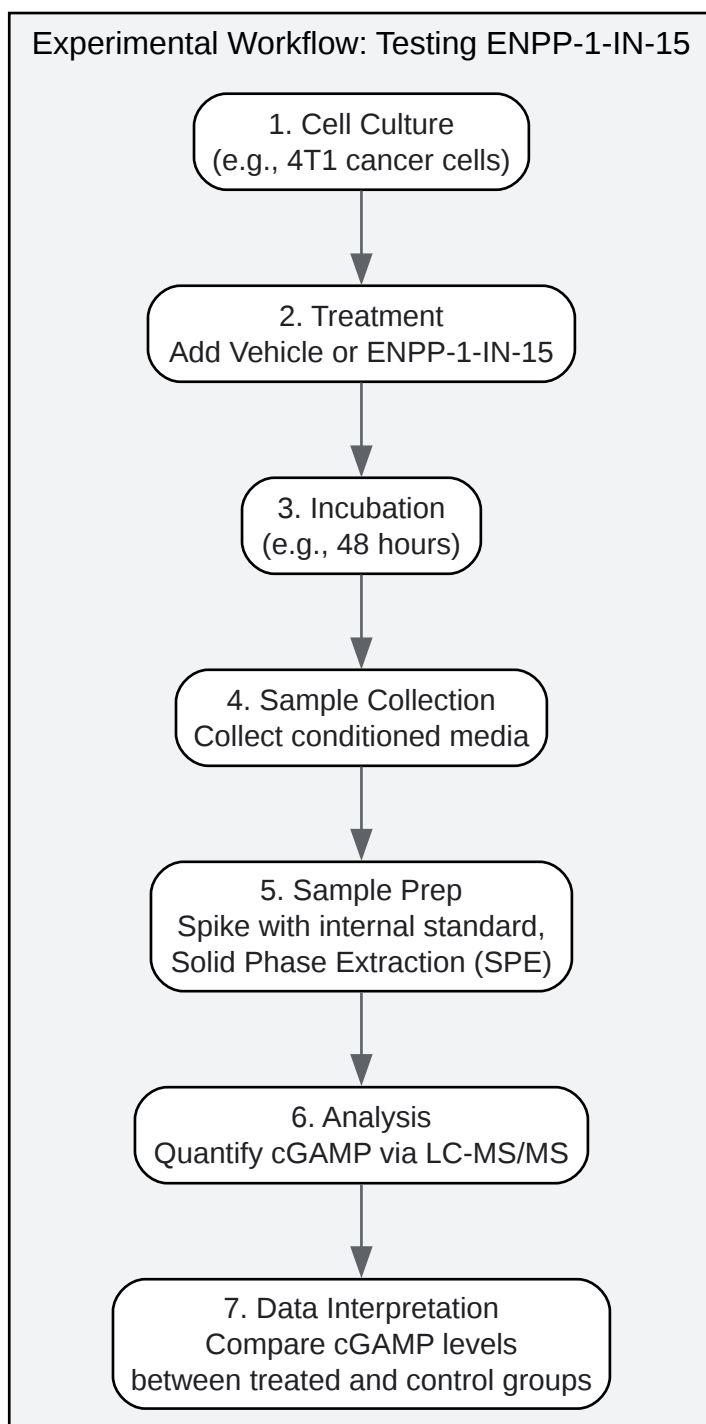 Experimental Workflow: Testing ENPP-1-IN-15
1. Cell Culture
(e.g., 4T1 cancer cells)
2. Treatment
Add Vehicle or ENPP-1-IN-15
3. Incubation
(e.g., 48 hours)
4. Sample Collection
Collect conditioned media
5. Sample Prep
Spike with internal standard,
Solid Phase Extraction (SPE)
6. Analysis
Quantify cGAMP via LC-MS/MS
7. Data Interpretation
Compare cGAMP levels
between treated and control groups